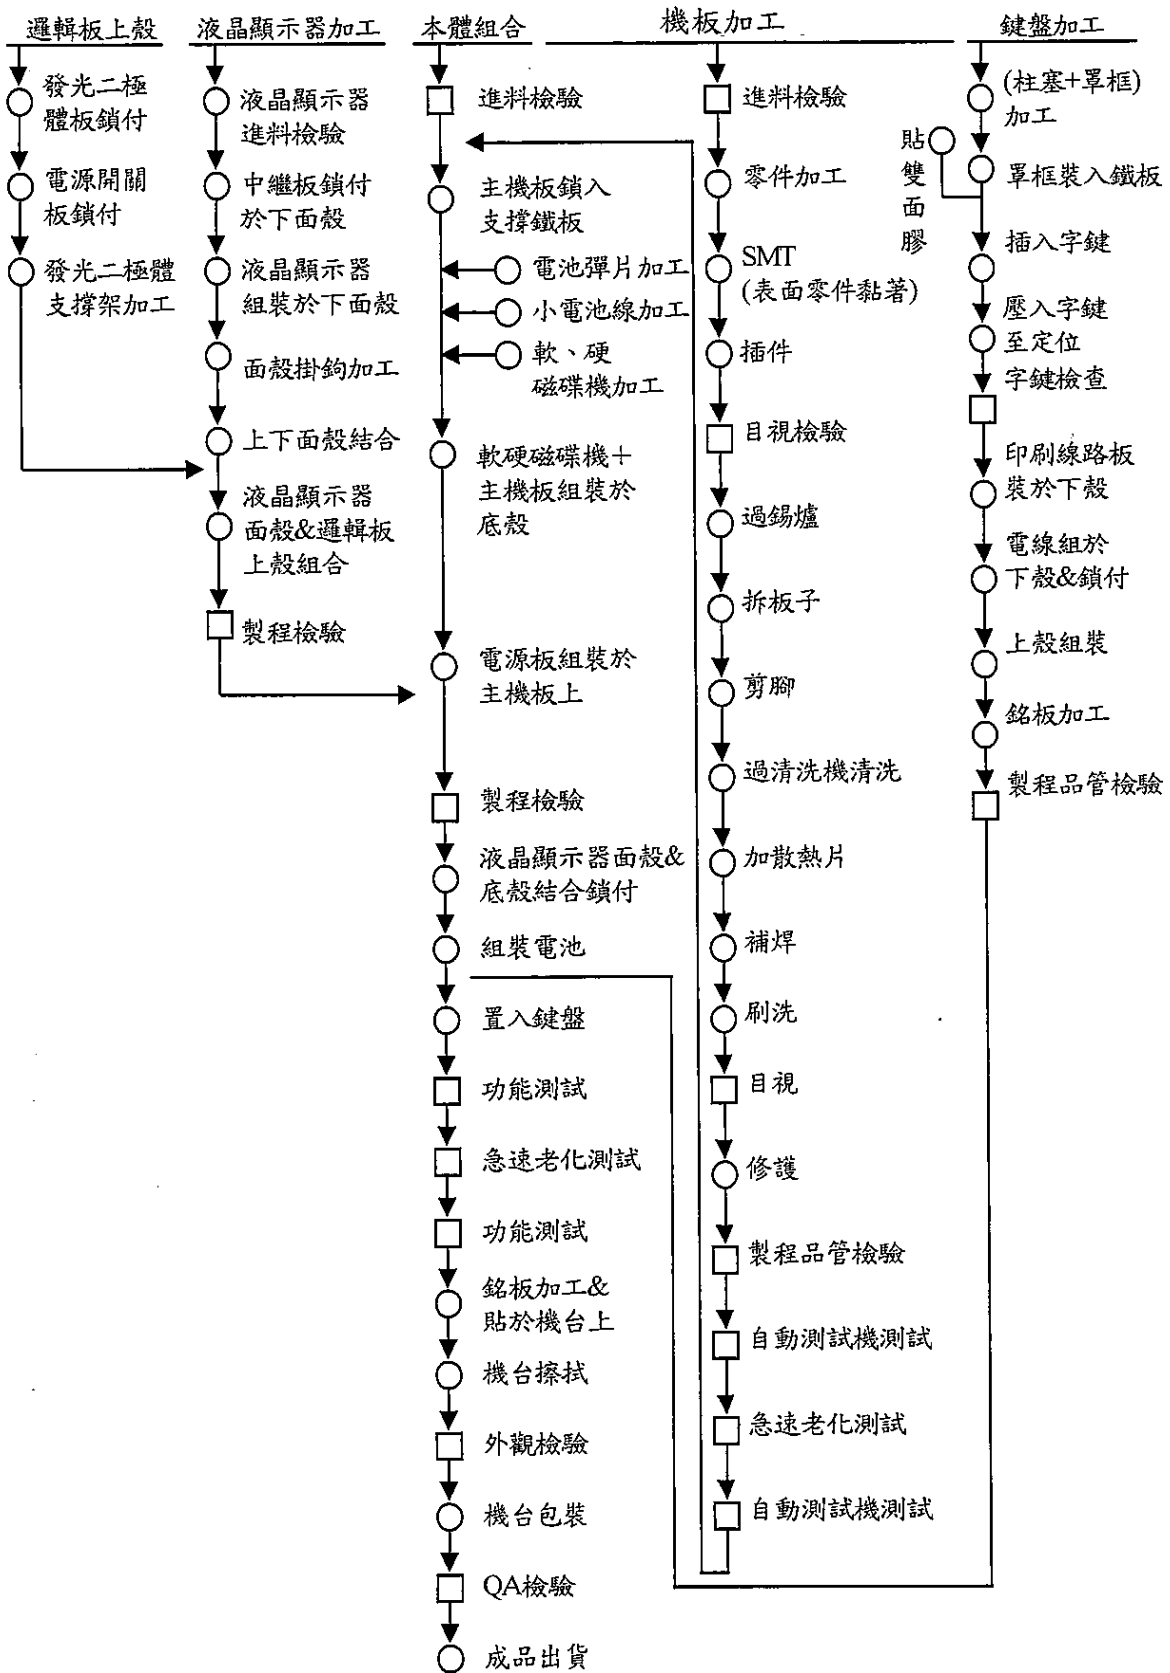 邏輯板上殼
發光二極
體板鎖付
電源開關
板鎖付
發光二極體
支撐架加工
液晶顯示器加工
液晶顯示器
進料檢驗
中繼板鎖付
於下面殼
液晶顯示器
組裝於下面殼
面殼掛鉤加工
上下面殼結合
液晶顯示器
面殼&邏輯板
上殼組合
製程檢驗
本體組合
進料檢驗
主機板鎖入
支撐鐵板
電池彈片加工
小電池線加工
軟、硬
磁碟機加工
軟硬磁碟機+
主機板組裝於
底殼
電源板組裝於
主機板上
製程檢驗
液晶顯示器面殼&
底殼結合鎖付
組裝電池
置入鍵盤
功能測試
急速老化測試
功能測試
銘板加工&
貼於機台上
機台擦拭
外觀檢驗
機台包裝
QA檢驗
成品出貨
機板加工
進料檢驗
零件加工
SMT
(表面零件黏著)
插件
目視檢驗
過錫爐
拆板子
剪腳
過清洗機清洗
加散熱片
補焊
刷洗
目視
修護
製程品管檢驗
自動測試機測試
急速老化測試
自動測試機測試
鍵盤加工
(柱塞+罩框)
加工
貼雙面膠
罩框裝入鐵板
插入字鍵
壓入字鍵
至定位
字鍵檢查
印刷線路板
裝於下殼
電線組於
下殼&鎖付
上殼組裝
銘板加工
製程品管檢驗